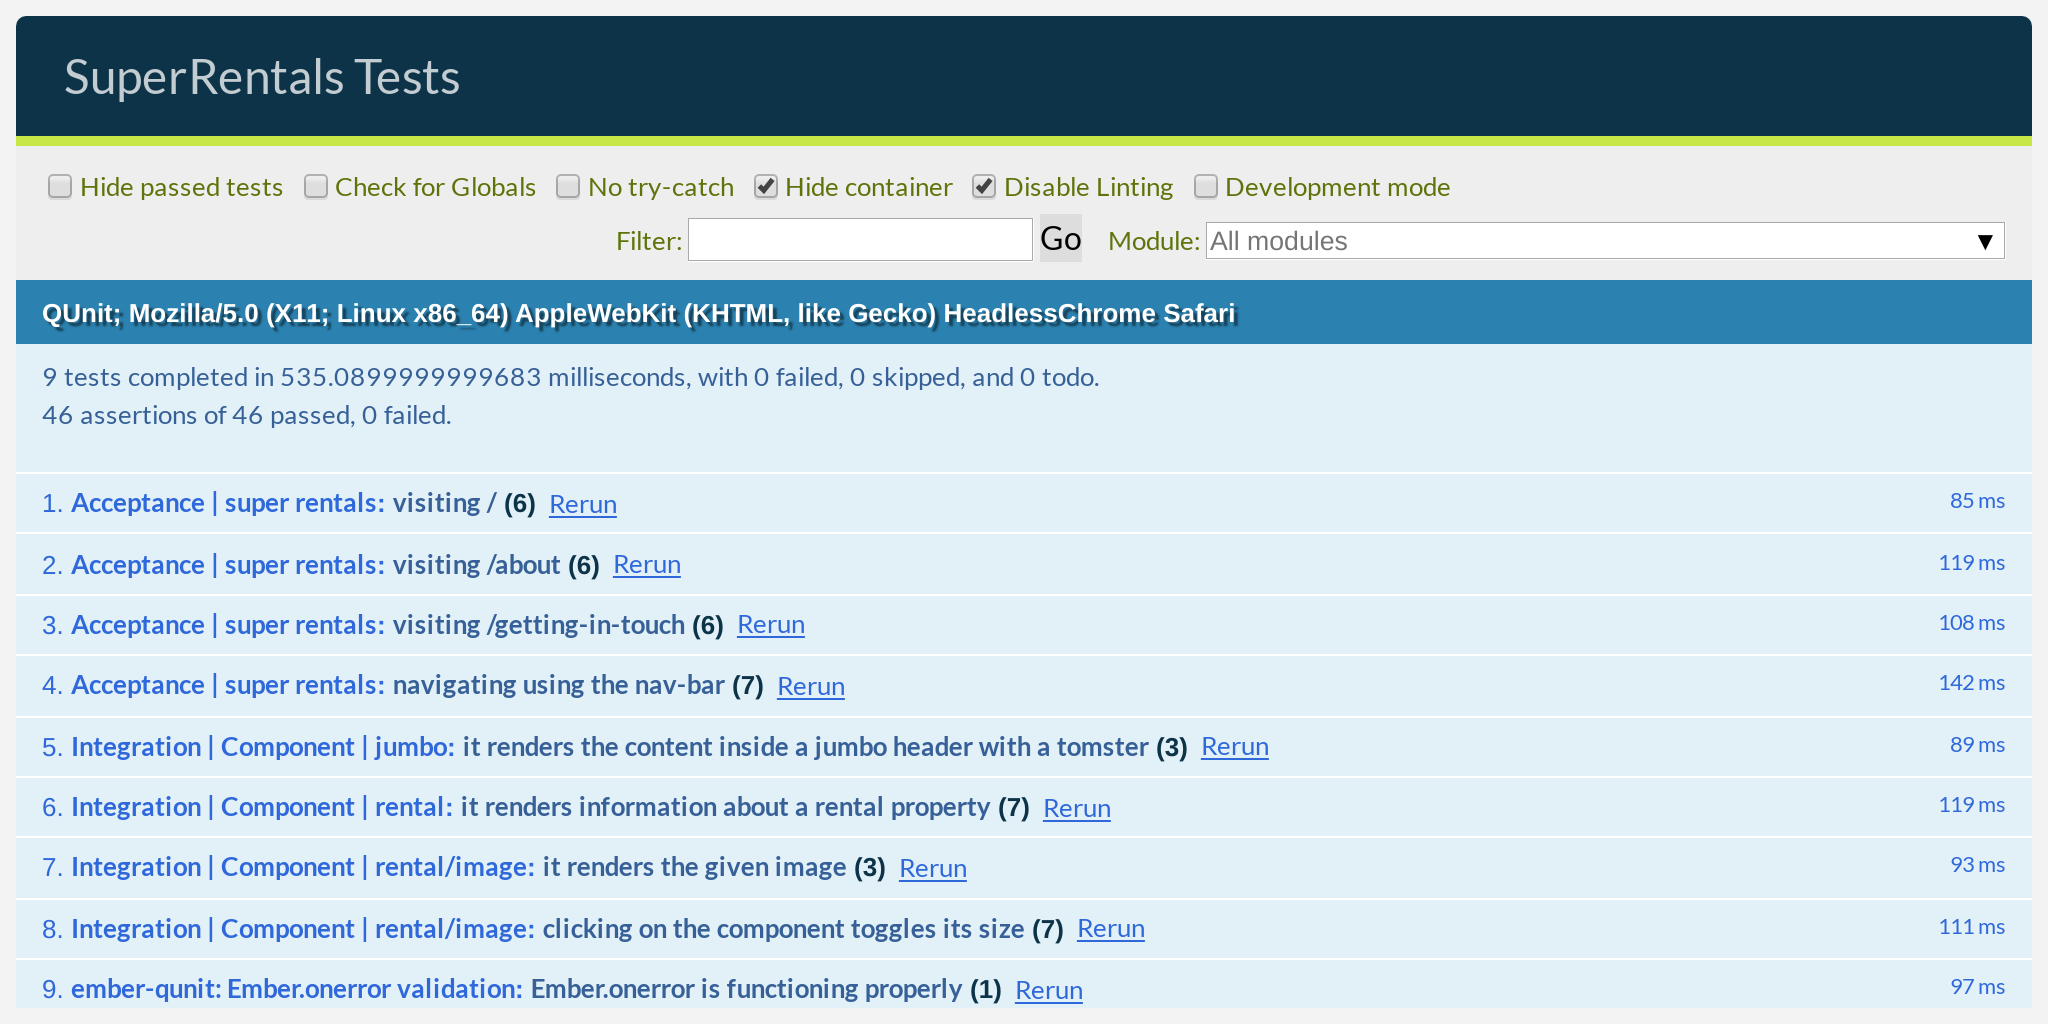 SuperRentals Tests
Hide passed tests Check for Globals No try-catch Hide container Disable Linting Development mode
Filter: Go Module: All modules ▼
QUnit; Mozilla/5.0 (X11; Linux x86_64) AppleWebKit (KHTML, like Gecko) HeadlessChrome Safari
9 tests completed in 535.0899999999683 milliseconds, with 0 failed, 0 skipped, and 0 todo.
46 assertions of 46 passed, 0 failed.
1. Acceptance | super rentals: visiting / (6) Rerun 85 ms
2. Acceptance | super rentals: visiting /about (6) Rerun 119 ms
3. Acceptance | super rentals: visiting /getting-in-touch (6) Rerun 108 ms
4. Acceptance | super rentals: navigating using the nav-bar (7) Rerun 142 ms
5. Integration | Component | jumbo: it renders the content inside a jumbo header with a tomster (3) Rerun 89 ms
6. Integration | Component | rental: it renders information about a rental property (7) Rerun 119 ms
7. Integration | Component | rental/image: it renders the given image (3) Rerun 93 ms
8. Integration | Component | rental/image: clicking on the component toggles its size (7) Rerun 111 ms
9. ember-qunit: Ember.onerror validation: Ember.onerror is functioning properly (1) Rerun 97 ms